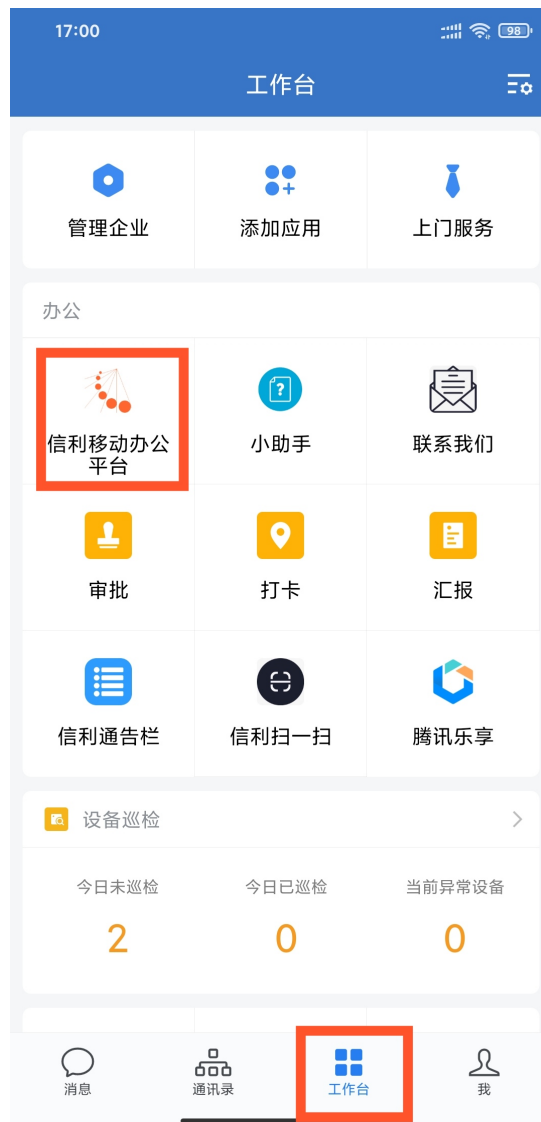 17:00
98
工作台
管理企业
添加应用
上门服务
办公
信利移动办公
平台
小助手
联系我们
审批
打卡
汇报
信利通告栏
信利扫一扫
腾讯乐享
设备巡检
今日未巡检
今日已巡检
当前异常设备
2
0
0
消息
通讯录
工作台
我